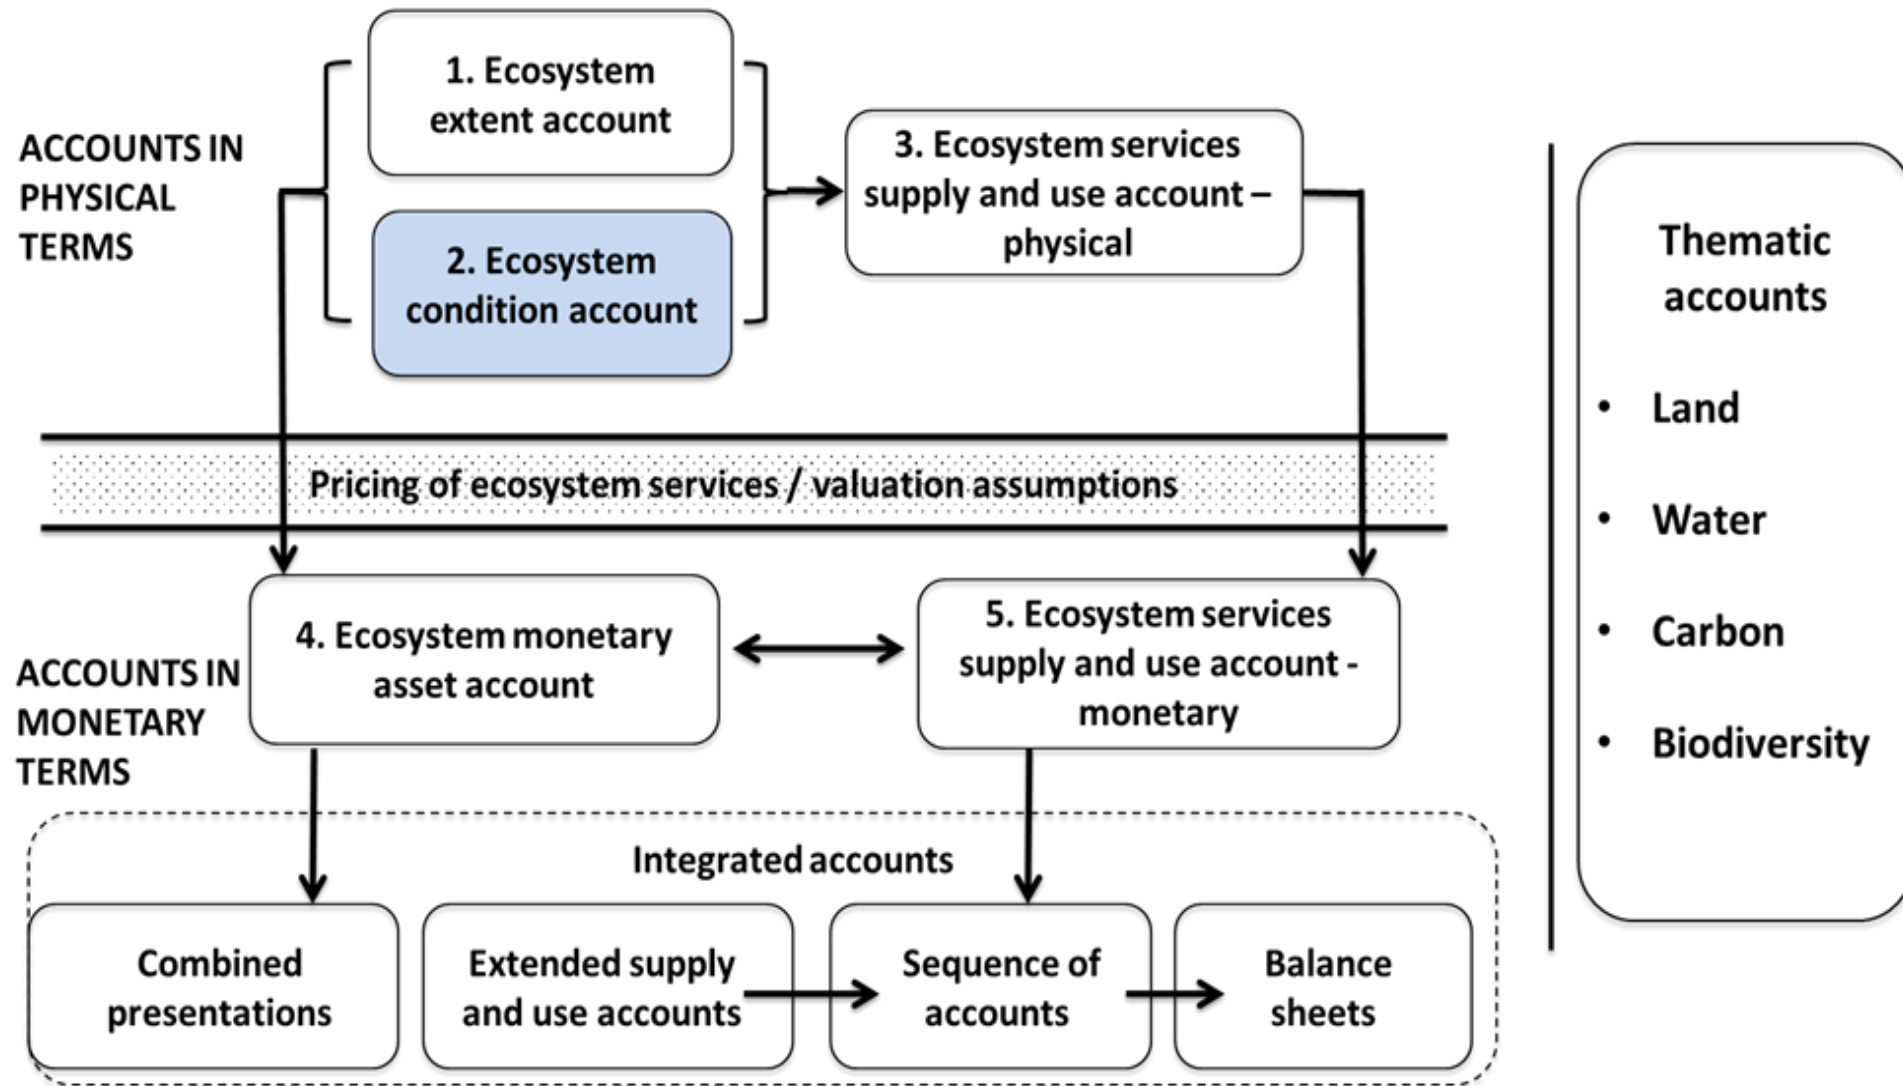 ACCOUNTS IN
PHYSICAL
TERMS
1. Ecosystem
extent account
2. Ecosystem
condition account
3. Ecosystem services
supply and use account –
physical
Pricing of ecosystem services / valuation assumptions
ACCOUNTS IN
MONETARY
TERMS
4. Ecosystem monetary
asset account
5. Ecosystem services
supply and use account -
monetary
Integrated accounts
Combined
presentations
Extended supply
and use accounts
Sequence of
accounts
Balance
sheets
Thematic
accounts
• Land
• Water
• Carbon
• Biodiversity